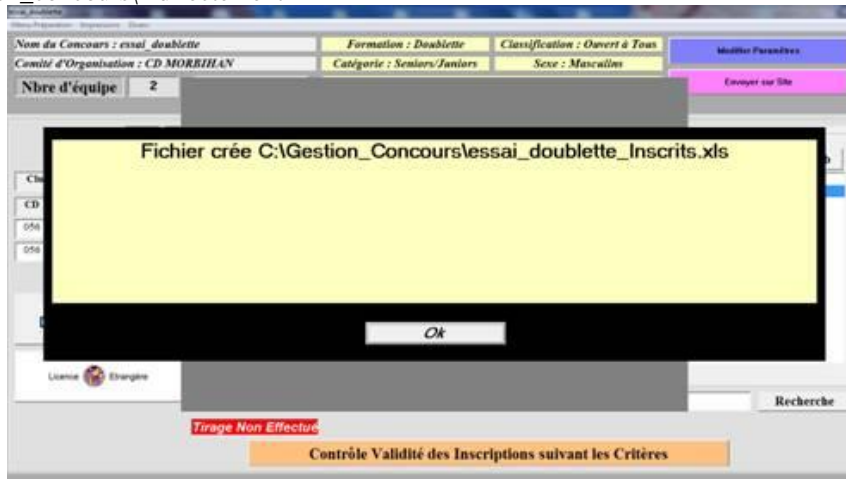 essai_doublette
Nom du Concours : essai_doublette
Formation : Doublette
Classification : Ouvert à Tous
Modifier Paramètres
Comité d'Organisation : CD MORBIHAN
Catégorie : Seniors/Juniors
Sexe : Masculins
Nbre d'équipe 2
Envoyer sur Site
Fichier crée C:\Gestion_Concours\essai_doublette_Inscrits.xls
CD
056
056
Ok
Licence Etrangère
Recherche
Tirage Non Effectué
Contrôle Validité des Inscriptions suivant les Critères